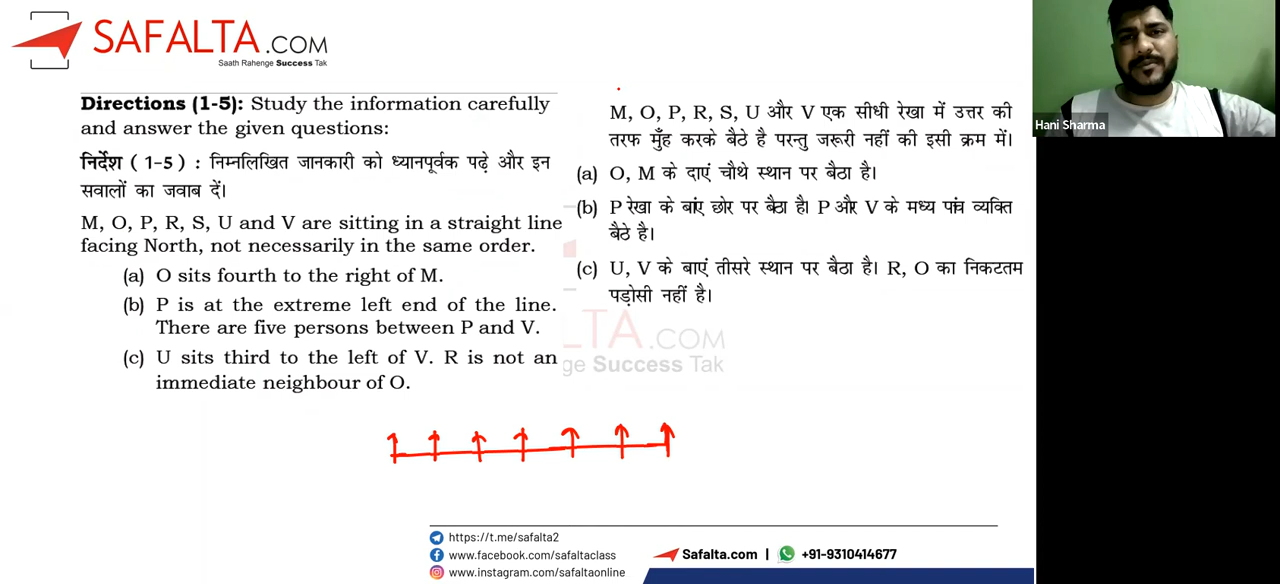 SAFALTA.COM
Saath Rahenge Success Tak
Directions (1-5): Study the information carefully
and answer the given questions:
निर्देश ( 1-5 ) : निम्नलिखित जानकारी को ध्यानपूर्वक पढ़े और इन
सवालों का जवाब दें।
M, O, P, R, S, U and V are sitting in a straight line
facing North, not necessarily in the same order.
(a) O sits fourth to the right of M.
(b) P is at the extreme left end of the line.
There are five persons between P and V.
(c) U sits third to the left of V. R is not an
immediate neighbour of O.
M, O, P, R, S, U और V एक सीधी रेखा में उत्तर की
तरफ मुँह करके बैठे है परन्तु जरूरी नहीं की इसी क्रम में।
(a) O, M के दाएं चौथे स्थान पर बैठा है।
(b) P रेखा के बांए छोर पर बैठा है। P और V के मध्य पांच व्यक्ति
बैठे है।
(c) U, V के बाएं तीसरे स्थान पर बैठा है। R, O का निकटतम
पड़ोसी नहीं है।
LTA.COM
ge Success Tak
Hani Sharma
https://t.me/safalta2
www.facebook.com/safaltaclass
www.instagram.com/safaltaonline
Safalta.com | +91-9310414677